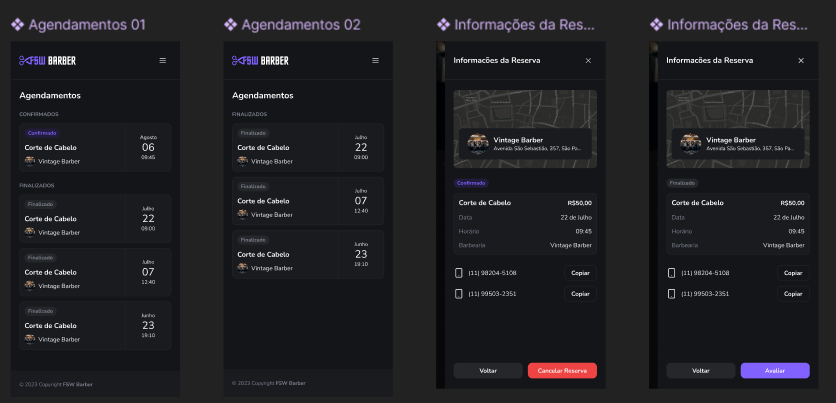 Agendamentos 01
FSW BARBER
Agendamentos
CONFIRMADOS
Confirmado
Corte de Cabelo
Vintage Barber
Agosto
06
09:45
FINALIZADOS
Finalizado
Corte de Cabelo
Vintage Barber
Julho
22
09:00
Finalizado
Corte de Cabelo
Vintage Barber
Julho
07
12:40
Finalizado
Corte de Cabelo
Vintage Barber
Junho
23
19:10
© 2023 Copyright FSW Barber
Agendamentos 02
FSW BARBER
Agendamentos
FINALIZADOS
Finalizado
Corte de Cabelo
Vintage Barber
Julho
22
09:00
Finalizado
Corte de Cabelo
Vintage Barber
Julho
07
12:40
Finalizado
Corte de Cabelo
Vintage Barber
Junho
23
19:10
© 2023 Copyright FSW Barber
Informações da Res...
Informações da Reserva
Vintage Barber
Avenida São Sebastião, 357, São Pa...
Confirmado
Corte de Cabelo R$50,00
Data 22 de Julho
Horário 09:45
Barbearia Vintage Barber
(11) 98204-5108 Copiar
(11) 99503-2351 Copiar
Voltar Cancelar Reserva
Informações da Res...
Informações da Reserva
Vintage Barber
Avenida São Sebastião, 357, São Pa...
Finalizado
Corte de Cabelo R$50,00
Data 22 de Julho
Horário 09:45
Barbearia Vintage Barber
(11) 98204-5108 Copiar
(11) 99503-2351 Copiar
Voltar Avaliar